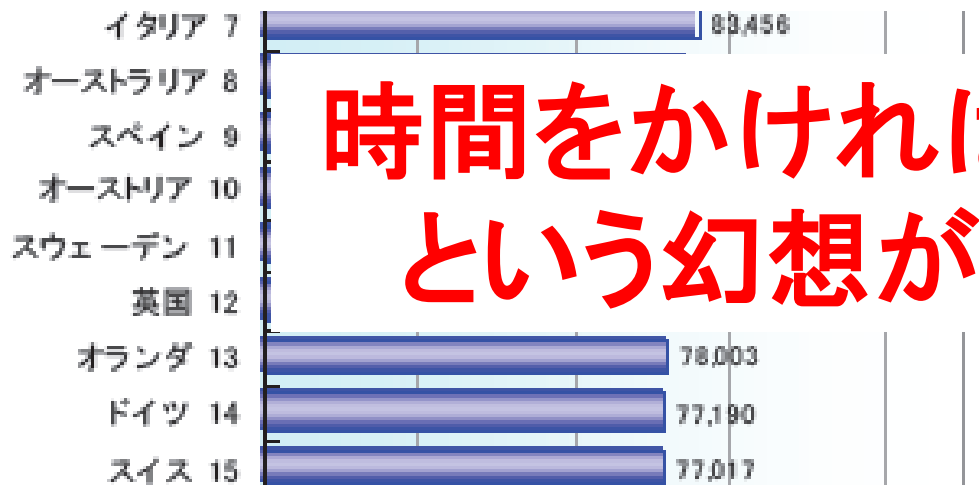 イタリア 7 83,456
オーストラリア 8
スペイン 9
オーストリア 10
スウェーデン 11
英国 12
時間をかければ
という幻想が
オランダ 13 78,003
ドイツ 14 77,190
スイス 15 77,017